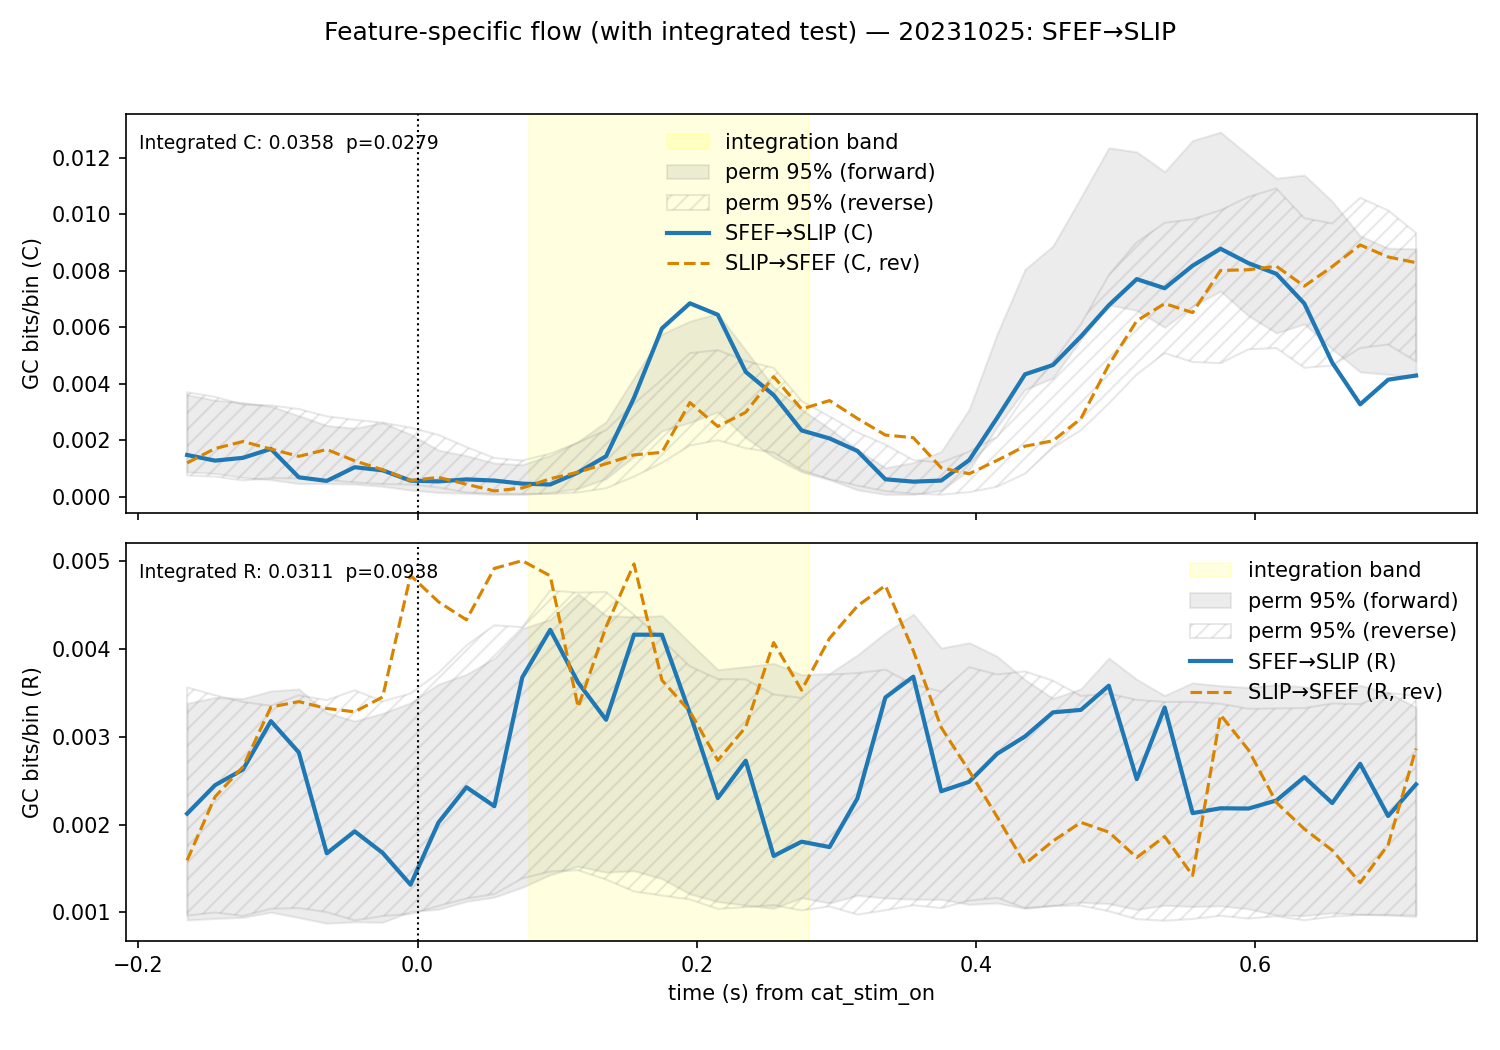 Feature-specific flow (with integrated test) — 20231025: SFEF→SLIP
Integrated C: 0.0358  p=0.0279
integration band
perm 95% (forward)
perm 95% (reverse)
SFEF→SLIP (C)
SLIP→SFEF (C, rev)
GC bits/bin (C)
0.012
0.010
0.008
0.006
0.004
0.002
0.000
Integrated R: 0.0311  p=0.0938
integration band
perm 95% (forward)
perm 95% (reverse)
SFEF→SLIP (R)
SLIP→SFEF (R, rev)
GC bits/bin (R)
0.005
0.004
0.003
0.002
0.001
−0.2
0.0
0.2
0.4
0.6
time (s) from cat_stim_on